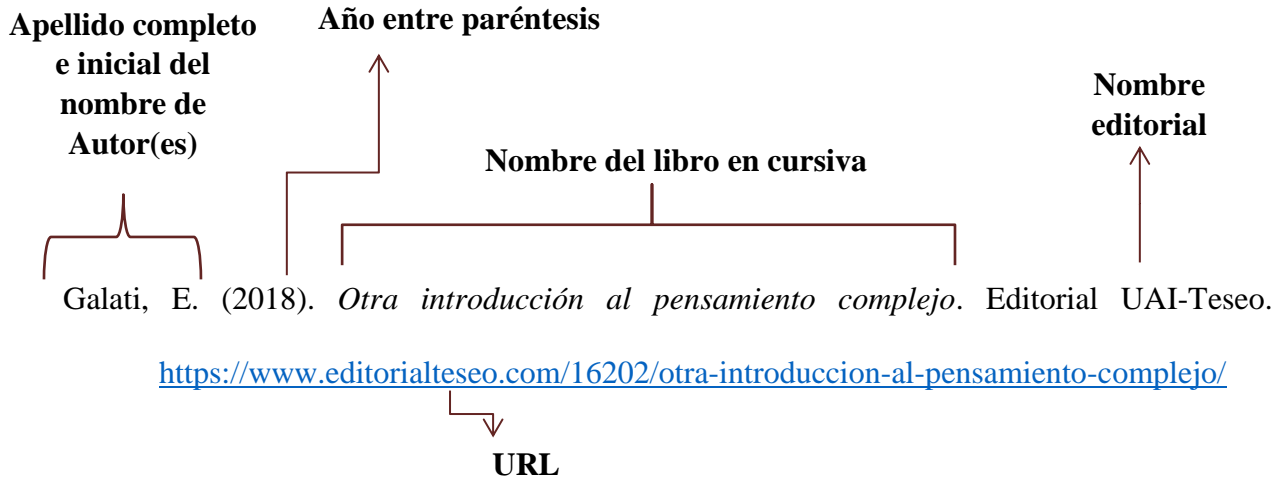 Apellido completo
e inicial del
nombre de
Autor(es)
Año entre paréntesis
Nombre
editorial
Nombre del libro en cursiva
Galati, E. (2018). Otra introducción al pensamiento complejo. Editorial UAI-Teseo.
https://www.editorialteseo.com/16202/otra-introduccion-al-pensamiento-complejo/
URL